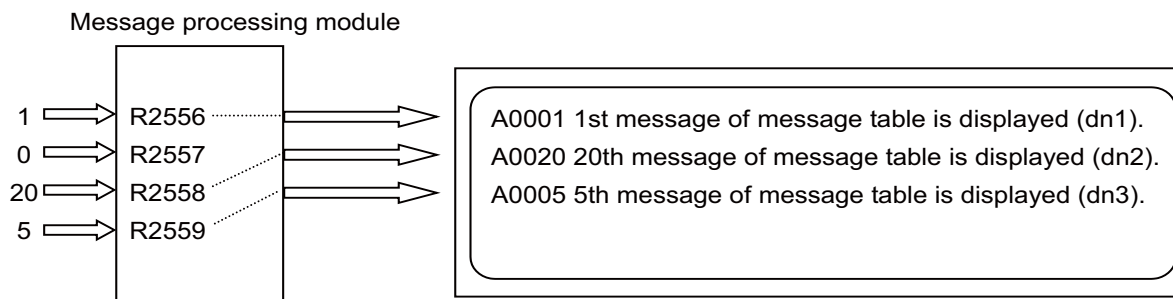 Message processing module
1 R2556
0 R2557
20 R2558
5 R2559
A0001 1st message of message table is displayed (dn1).
A0020 20th message of message table is displayed (dn2).
A0005 5th message of message table is displayed (dn3).